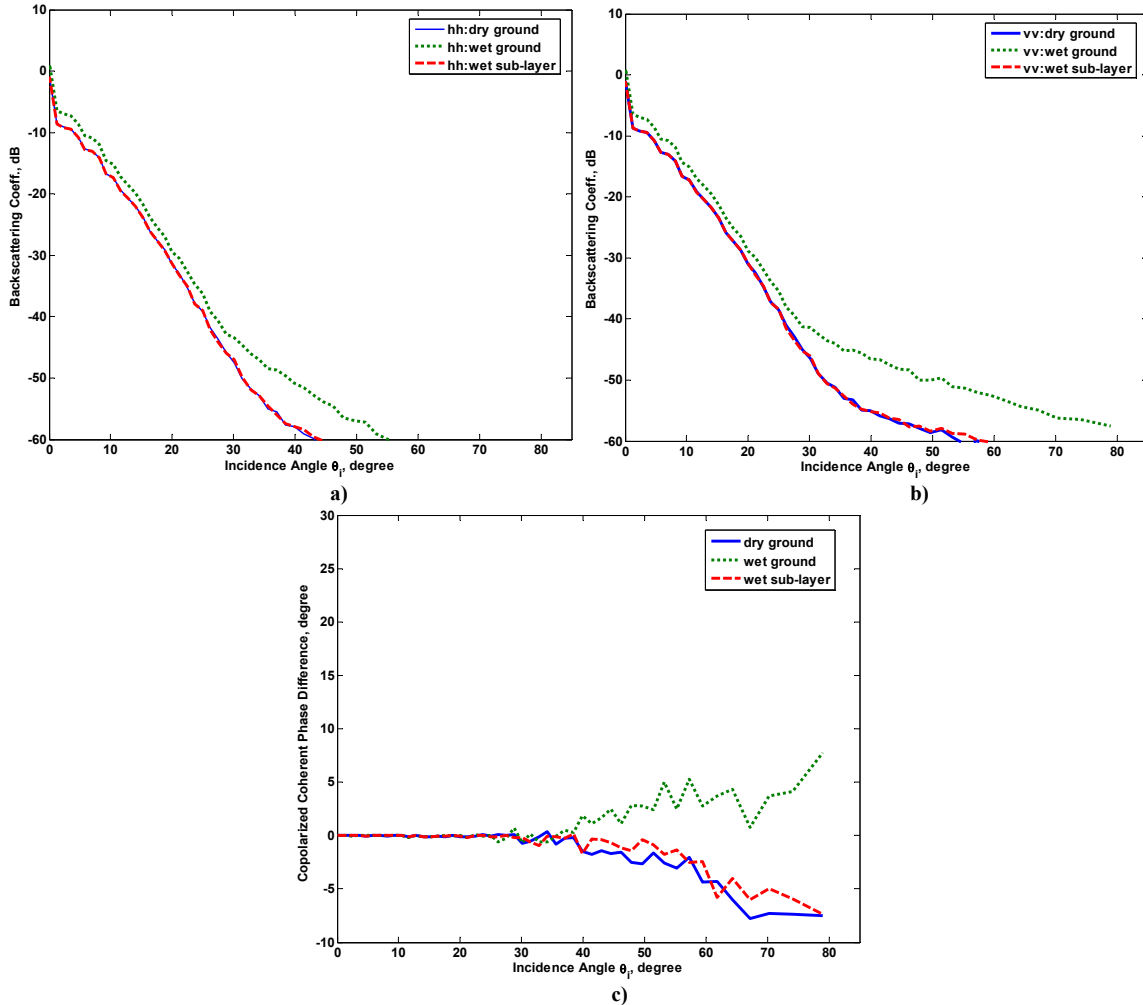 10
0
-10
-20
-30
-40
-50
-60
0 10 20 30 40 50 60 70 80
Backscattering Coeff., dB
Incidence Angle θi, degree
hh:dry ground
hh:wet ground
hh:wet sub-layer
a)
10
0
-10
-20
-30
-40
-50
-60
0 10 20 30 40 50 60 70 80
Backscattering Coeff., dB
Incidence Angle θi, degree
vv:dry ground
vv:wet ground
vv:wet sub-layer
b)
30
25
20
15
10
5
0
-5
-10
0 10 20 30 40 50 60 70 80
Copolarized Coherent Phase Difference, degree
Incidence Angle θi, degree
dry ground
wet ground
wet sub-layer
c)